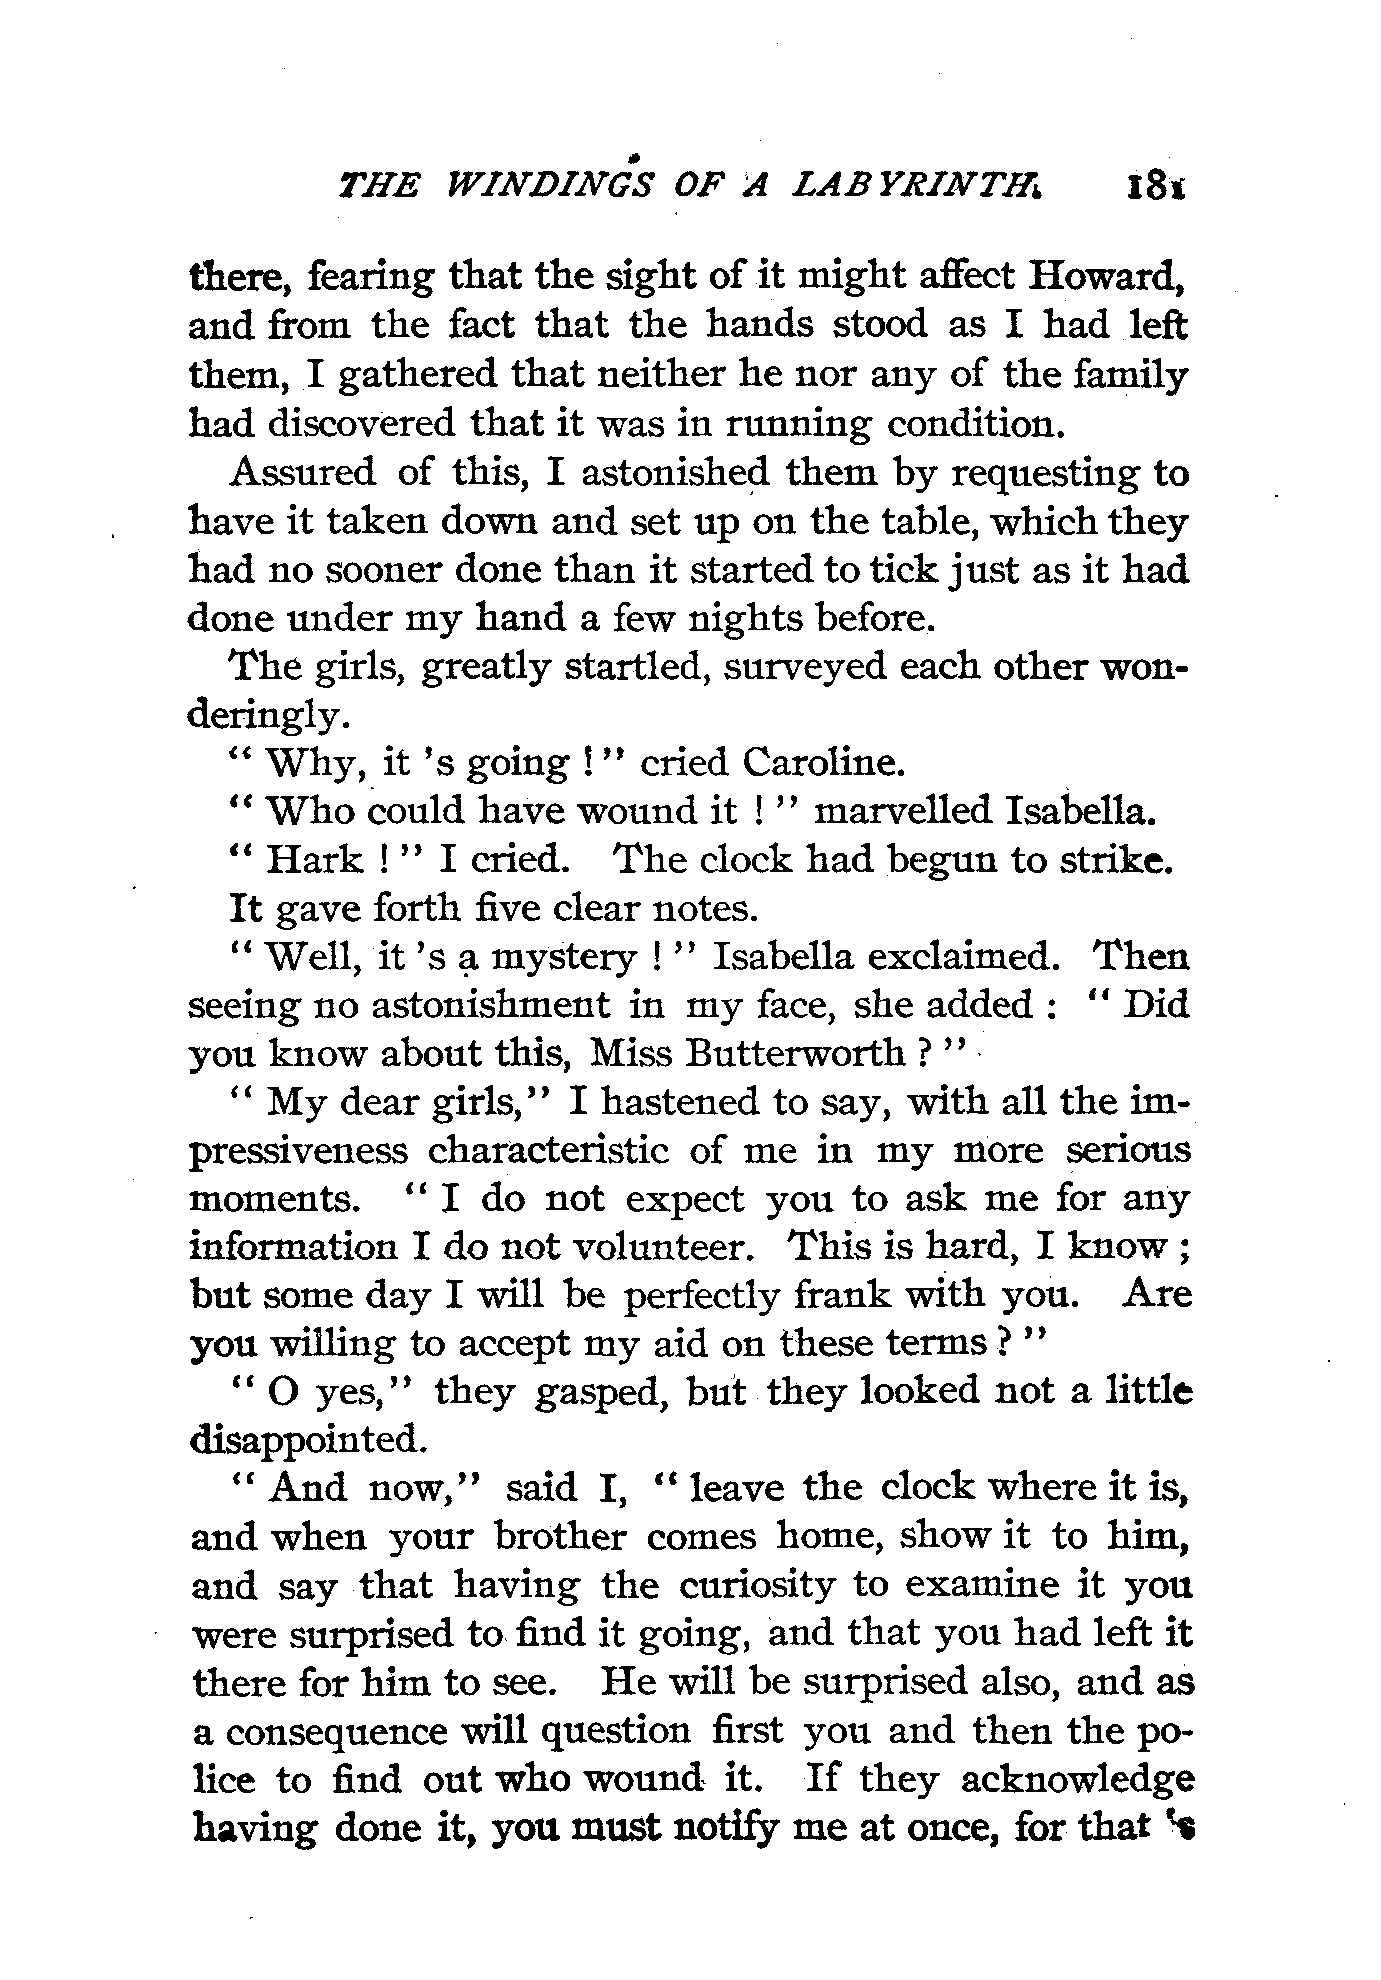 THE WINDINGS OF A LABYRINTH. 181
there, fearing that the sight of it might affect Howard,
and from the fact that the hands stood as I had left
them, I gathered that neither he nor any of the family
had discovered that it was in running condition.
Assured of this, I astonished them by requesting to
have it taken down and set up on the table, which they
had no sooner done than it started to tick just as it had
done under my hand a few nights before.
The girls, greatly startled, surveyed each other won-
deringly.
“ Why, it ’s going ! ” cried Caroline.
“ Who could have wound it ! ” marvelled Isabella.
“ Hark ! ” I cried. The clock had begun to strike.
It gave forth five clear notes.
“ Well, it ’s a mystery ! ” Isabella exclaimed. Then
seeing no astonishment in my face, she added : “ Did
you know about this, Miss Butterworth ? ”
“ My dear girls,” I hastened to say, with all the im-
pressiveness characteristic of me in my more serious
moments. “ I do not expect you to ask me for any
information I do not volunteer. This is hard, I know ;
but some day I will be perfectly frank with you. Are
you willing to accept my aid on these terms ? ”
“ O yes,” they gasped, but they looked not a little
disappointed.
“ And now,” said I, “ leave the clock where it is,
and when your brother comes home, show it to him,
and say that having the curiosity to examine it you
were surprised to find it going, and that you had left it
there for him to see. He will be surprised also, and as
a consequence will question first you and then the po-
lice to find out who wound it. If they acknowledge
having done it, you must notify me at once, for that ’s